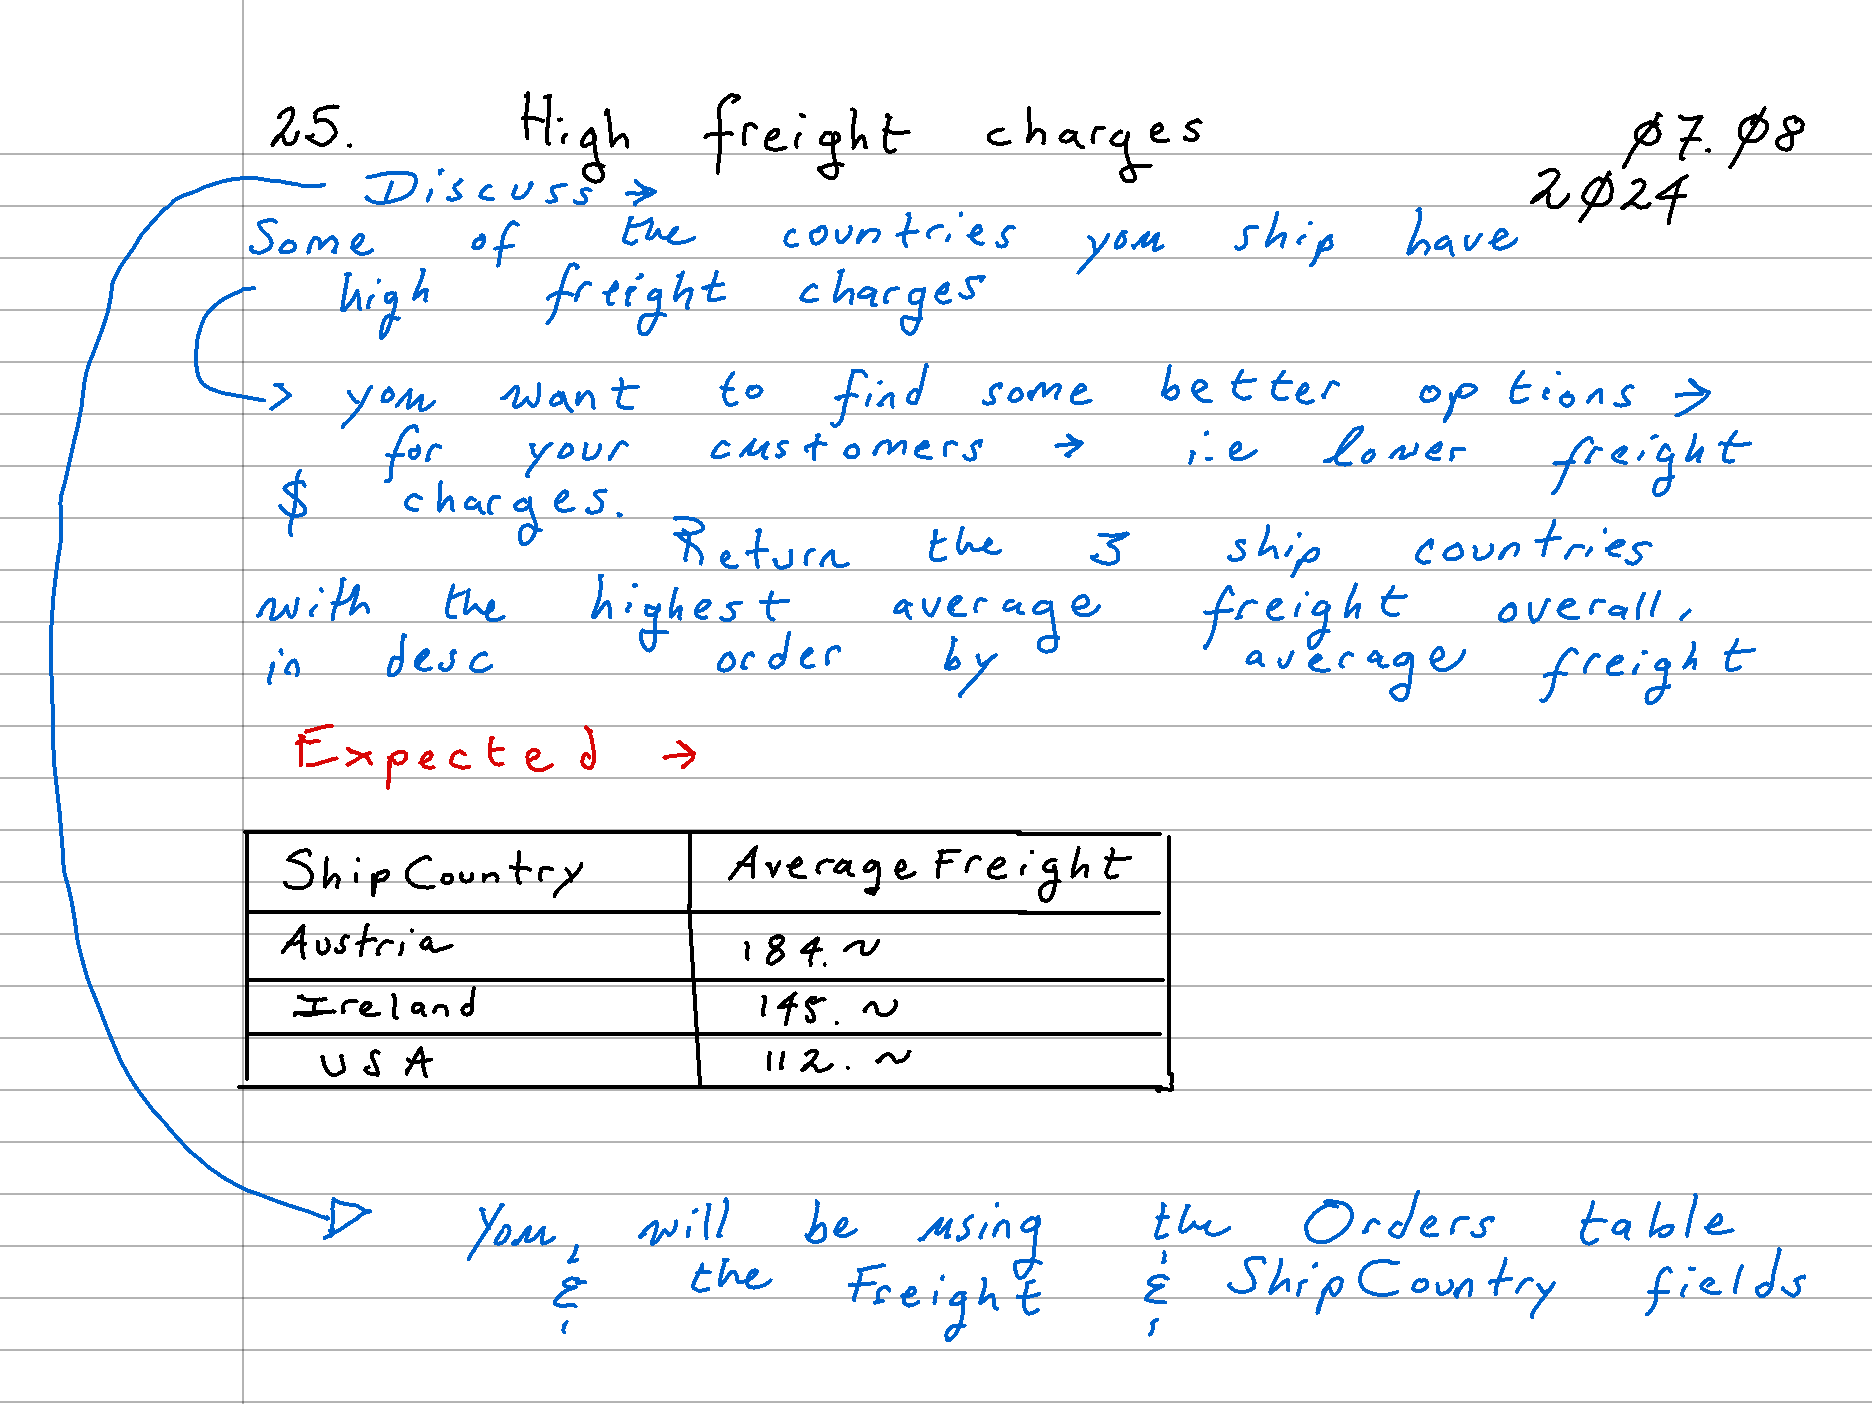 25. High freight charges 07.08
2024
Discuss →
Some of the countries you ship have
high freight charges
→ you want to find some better options →
for your customers → i.e lower freight
$ charges.
Return the 3 ship countries
with the highest average freight overall,
in desc order by average freight
Expected →
ShipCountry AverageFreight
Austria 184.~
Ireland 145.~
USA 112.~
You will be using the Orders table
& the Freight & ShipCountry fields